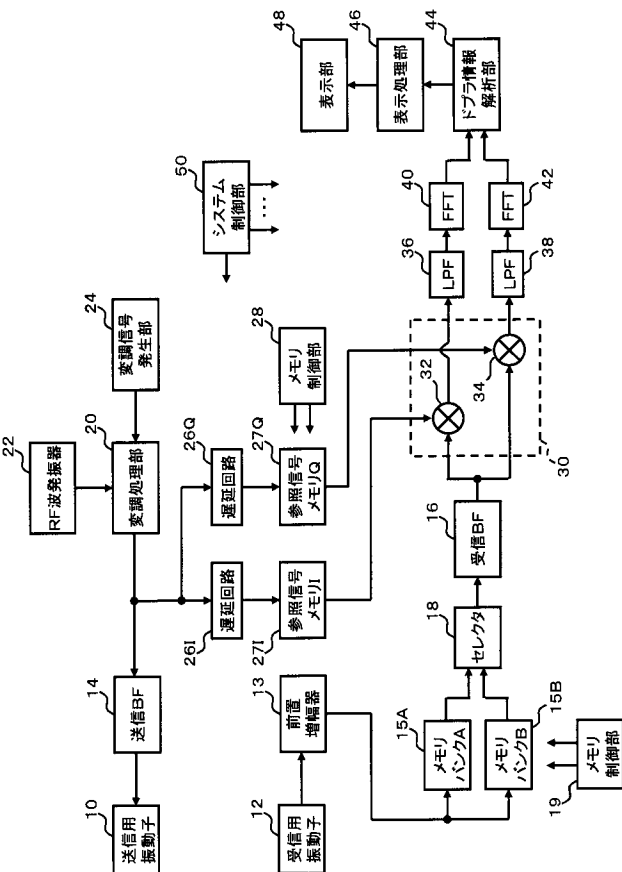 10
送信用
振動子
14
送信BF
20
変調処理部
22
RF波発振器
24
変調信号
発生部
50
システム
制御部
48
表示部
46
表示処理部
44
ドプラ情報
解析部
12
受信用
振動子
13
前置
増幅器
26I
遅延回路
26Q
遅延回路
27I
参照信号
メモリI
27Q
参照信号
メモリQ
28
メモリ
制御部
15A
メモリ
バンクA
15B
メモリ
バンクB
19
メモリ
制御部
18
セレクタ
16
受信BF
30
32
34
36
LPF
38
LPF
40
FFT
42
FFT